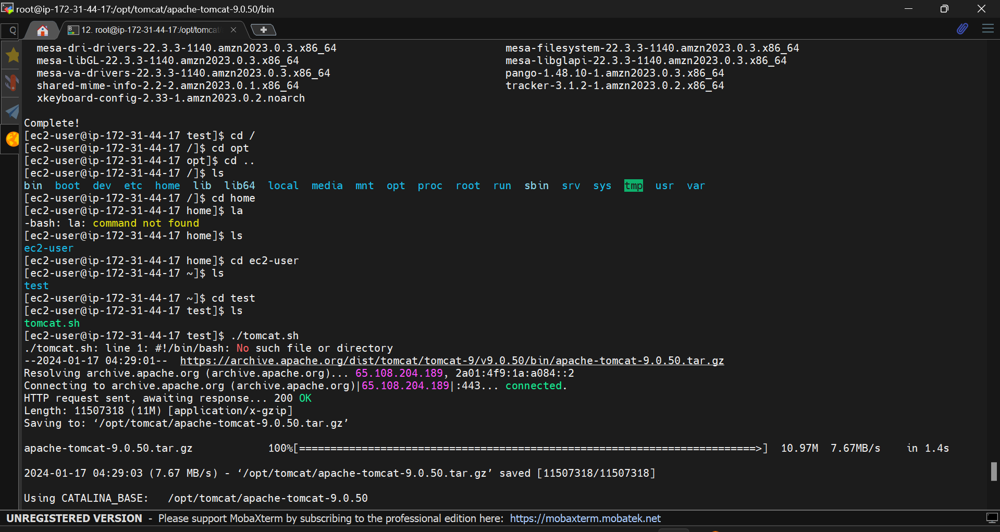 root@ip-172-31-44-17:/opt/tomcat/apache-tomcat-9.0.50/bin
12. root@ip-172-31-44-17:/opt/tomcat
mesa-dri-drivers-22.3.3-1140.amzn2023.0.3.x86_64 mesa-filesystem-22.3.3-1140.amzn2023.0.3.x86_64
mesa-libGL-22.3.3-1140.amzn2023.0.3.x86_64 mesa-libglapi-22.3.3-1140.amzn2023.0.3.x86_64
mesa-va-drivers-22.3.3-1140.amzn2023.0.3.x86_64 pango-1.48.10-1.amzn2023.0.3.x86_64
shared-mime-info-2.2-2.amzn2023.0.1.x86_64 tracker-3.1.2-1.amzn2023.0.2.x86_64
xkeyboard-config-2.33-1.amzn2023.0.2.noarch
Complete!
[ec2-user@ip-172-31-44-17 test]$ cd /
[ec2-user@ip-172-31-44-17 /]$ cd opt
[ec2-user@ip-172-31-44-17 opt]$ cd ..
[ec2-user@ip-172-31-44-17 /]$ ls
bin boot dev etc home lib lib64 local media mnt opt proc root run sbin srv sys tmp usr var
[ec2-user@ip-172-31-44-17 /]$ cd home
[ec2-user@ip-172-31-44-17 home]$ la
-bash: la: command not found
[ec2-user@ip-172-31-44-17 home]$ ls
ec2-user
[ec2-user@ip-172-31-44-17 home]$ cd ec2-user
[ec2-user@ip-172-31-44-17 ~]$ ls
test
[ec2-user@ip-172-31-44-17 ~]$ cd test
[ec2-user@ip-172-31-44-17 test]$ ls
tomcat.sh
[ec2-user@ip-172-31-44-17 test]$ ./tomcat.sh
./tomcat.sh: line 1: #!/bin/bash: No such file or directory
--2024-01-17 04:29:01-- https://archive.apache.org/dist/tomcat/tomcat-9/v9.0.50/bin/apache-tomcat-9.0.50.tar.gz
Resolving archive.apache.org (archive.apache.org)... 65.108.204.189, 2a01:4f9:1a:a084::2
Connecting to archive.apache.org (archive.apache.org)|65.108.204.189|:443... connected.
HTTP request sent, awaiting response... 200 OK
Length: 11507318 (11M) [application/x-gzip]
Saving to: ‘/opt/tomcat/apache-tomcat-9.0.50.tar.gz’
apache-tomcat-9.0.50.tar.gz 100%[=========================================================================>] 10.97M 7.67MB/s in 1.4s
2024-01-17 04:29:03 (7.67 MB/s) - ‘/opt/tomcat/apache-tomcat-9.0.50.tar.gz’ saved [11507318/11507318]
Using CATALINA_BASE: /opt/tomcat/apache-tomcat-9.0.50
UNREGISTERED VERSION - Please support MobaXterm by subscribing to the professional edition here: https://mobaxterm.mobatek.net